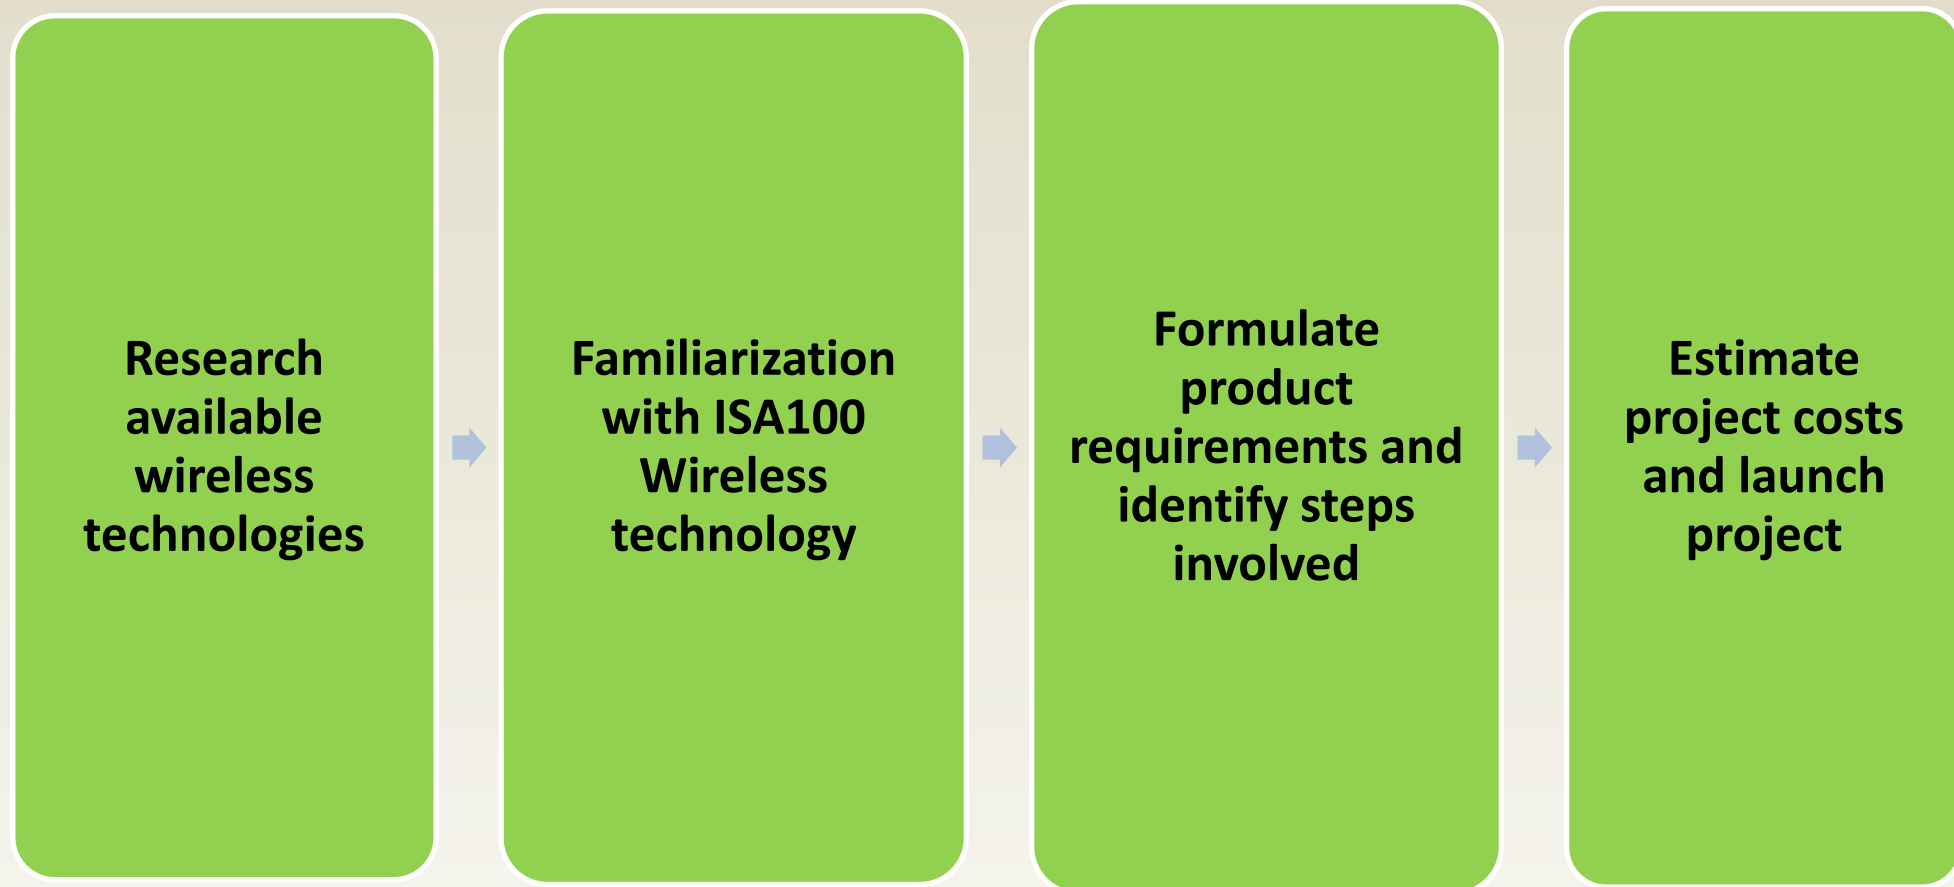 Research
available
wireless
technologies
Familiarization
with ISA100
Wireless
technology
Formulate
product
requirements and
identify steps
involved
Estimate
project costs
and launch
project